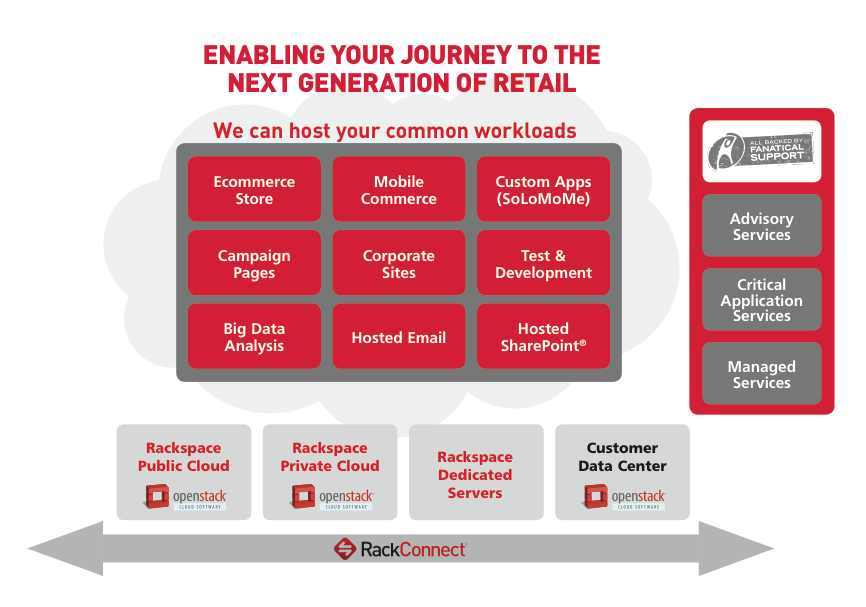 ENABLING YOUR JOURNEY TO THE
NEXT GENERATION OF RETAIL
We can host your common workloads
Ecommerce
Store
Mobile
Commerce
Custom Apps
(SoLoMoMe)
Campaign
Pages
Corporate
Sites
Test &
Development
Big Data
Analysis
Hosted Email
Hosted
SharePoint®
ALL BACKED BY
FANATICAL
SUPPORT
Advisory
Services
Critical
Application
Services
Managed
Services
Rackspace
Public Cloud
openstack
CLOUD SOFTWARE
Rackspace
Private Cloud
openstack
CLOUD SOFTWARE
Rackspace
Dedicated
Servers
Customer
Data Center
openstack
CLOUD SOFTWARE
RackConnect